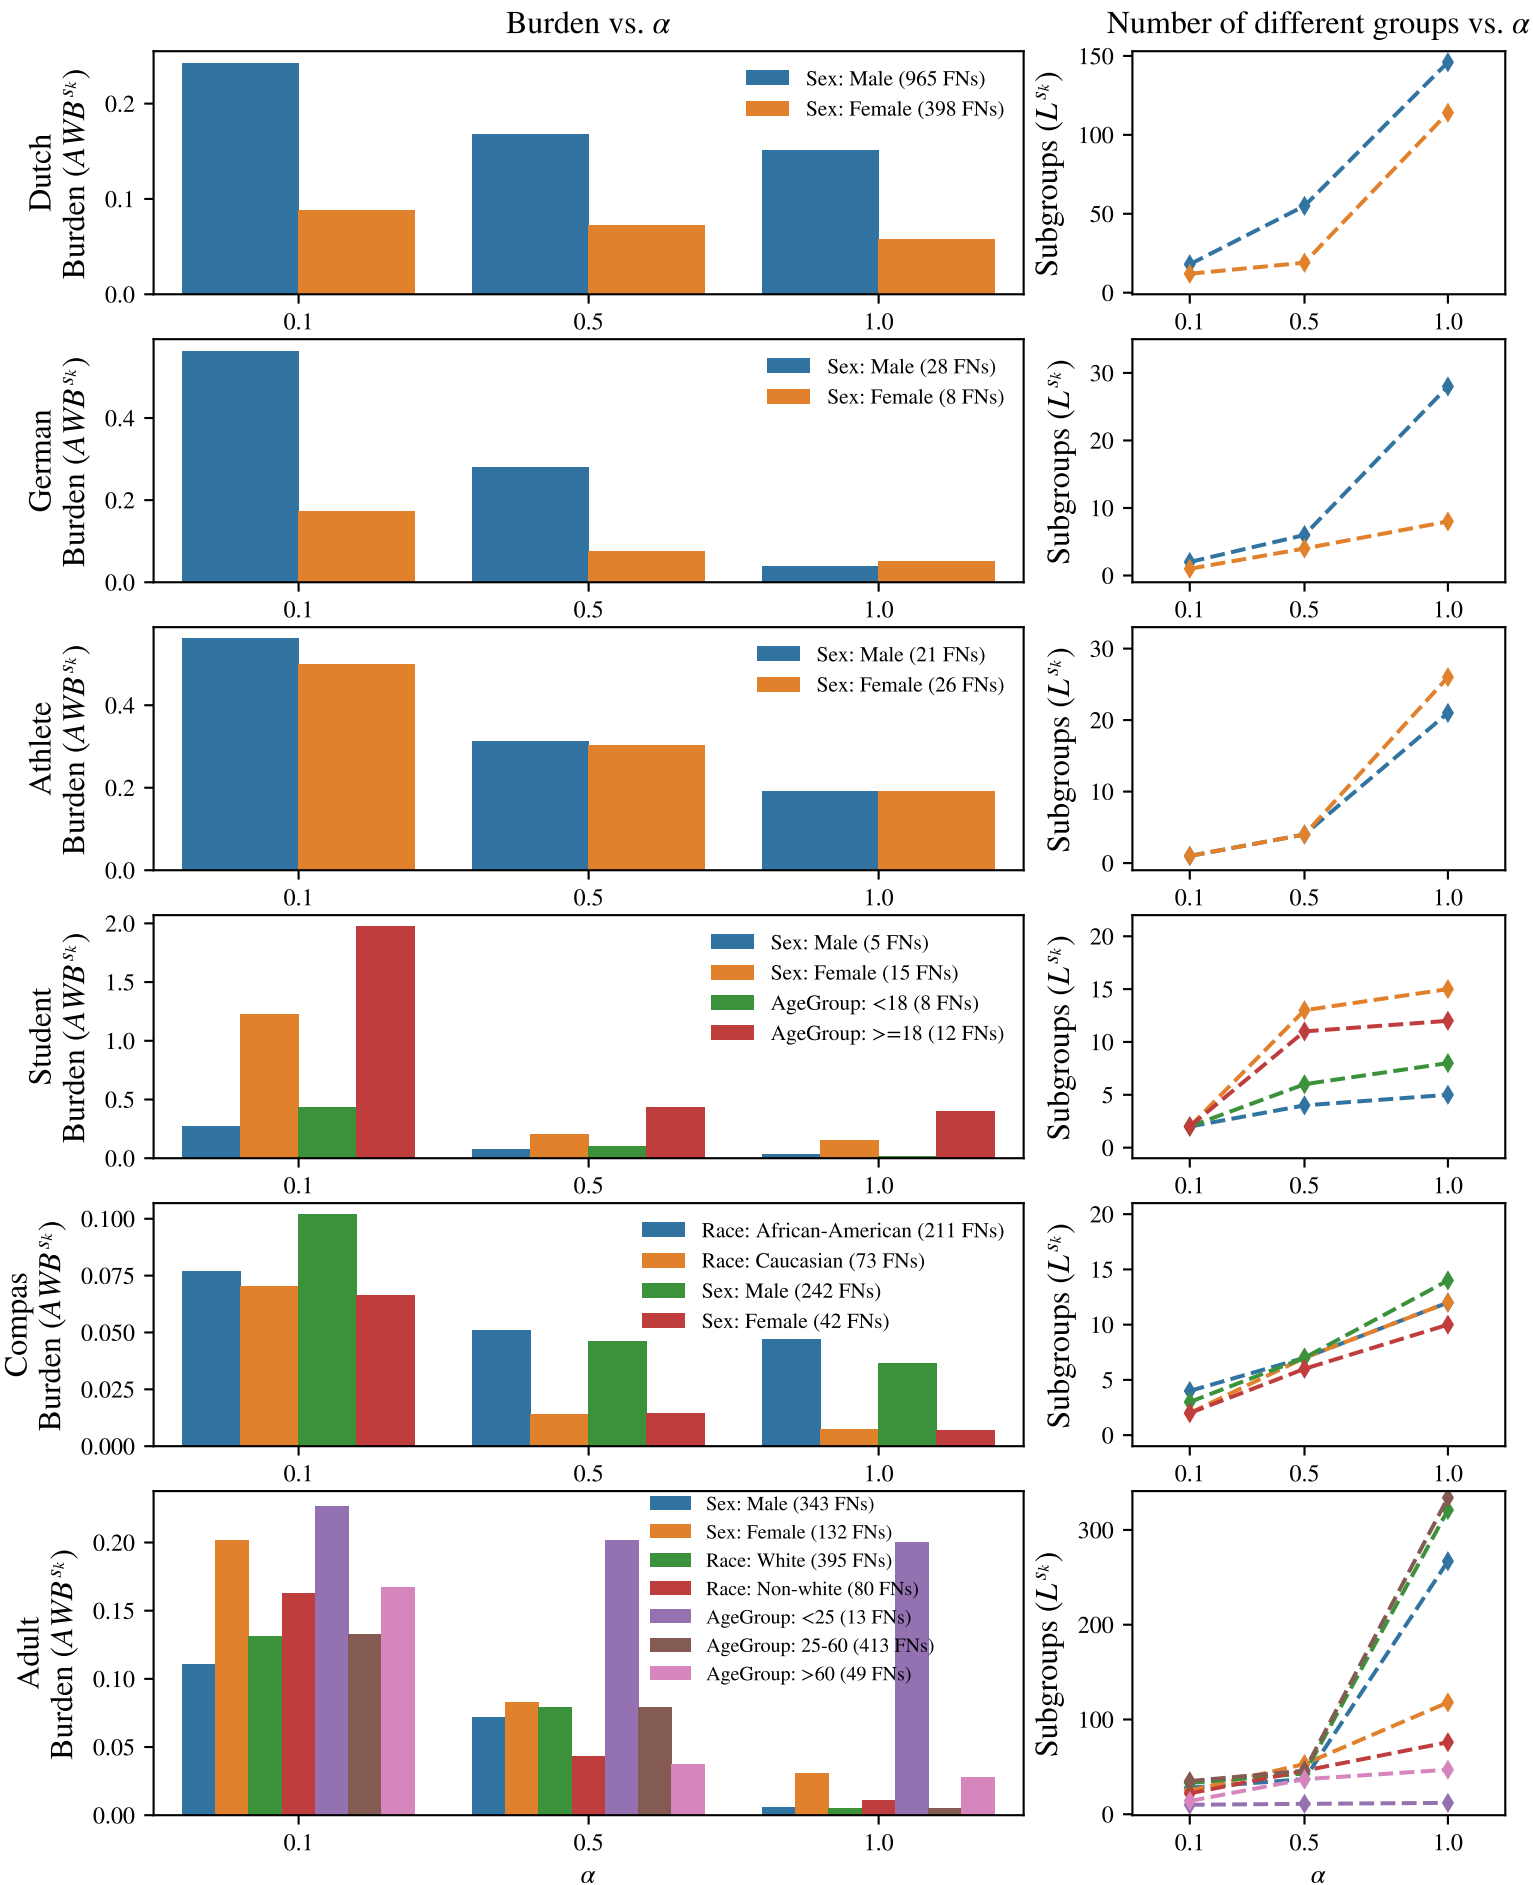 Burden vs. α
Number of different groups vs. α
Dutch
Burden (AWB^{s_k})
0.2
0.1
0.0
Sex: Male (965 FNs)
Sex: Female (398 FNs)
0.1 0.5 1.0
Subgroups (L^{s_k})
150
100
50
0
0.1 0.5 1.0
German
Burden (AWB^{s_k})
0.4
0.2
0.0
Sex: Male (28 FNs)
Sex: Female (8 FNs)
0.1 0.5 1.0
Subgroups (L^{s_k})
30
20
10
0
0.1 0.5 1.0
Athlete
Burden (AWB^{s_k})
0.4
0.2
0.0
Sex: Male (21 FNs)
Sex: Female (26 FNs)
0.1 0.5 1.0
Subgroups (L^{s_k})
30
20
10
0
0.1 0.5 1.0
Student
Burden (AWB^{s_k})
2.0
1.5
1.0
0.5
0.0
Sex: Male (5 FNs)
Sex: Female (15 FNs)
AgeGroup: <18 (8 FNs)
AgeGroup: >=18 (12 FNs)
0.1 0.5 1.0
Subgroups (L^{s_k})
20
15
10
5
0
0.1 0.5 1.0
Compas
Burden (AWB^{s_k})
0.100
0.075
0.050
0.025
0.000
Race: African-American (211 FNs)
Race: Caucasian (73 FNs)
Sex: Male (242 FNs)
Sex: Female (42 FNs)
0.1 0.5 1.0
Subgroups (L^{s_k})
20
15
10
5
0
0.1 0.5 1.0
Adult
Burden (AWB^{s_k})
0.20
0.15
0.10
0.05
0.00
Sex: Male (343 FNs)
Sex: Female (132 FNs)
Race: White (395 FNs)
Race: Non-white (80 FNs)
AgeGroup: <25 (13 FNs)
AgeGroup: 25-60 (413 FNs)
AgeGroup: >60 (49 FNs)
0.1 0.5 1.0
α
Subgroups (L^{s_k})
300
200
100
0
0.1 0.5 1.0
α